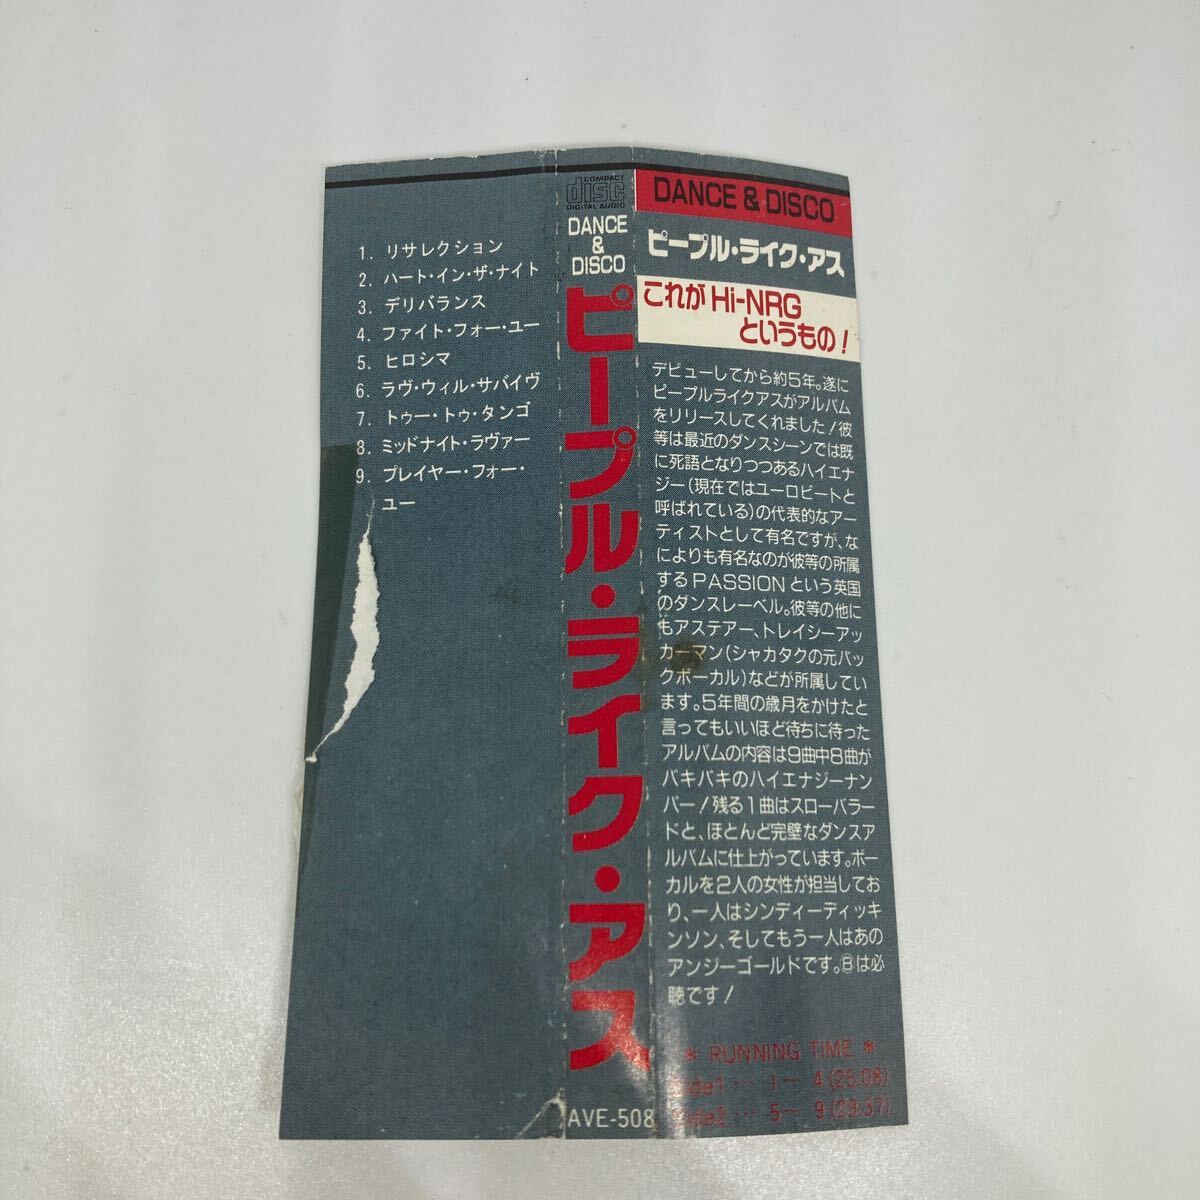 1. リサレクション
2. ハート・イン・ザ・ナイト
3. デリバランス
4. ファイト・フォー・ユー
5. ヒロシマ
6. ラヴ・ウィル・サバイヴ
7. トゥー・トゥ・タンゴ
8. ミッドナイト・ラヴァー
9. プレイヤー・フォー・
ユー
COMPACT
disc
DIGITAL AUDIO
DANCE
&
DISCO
ピープル・ライク・アス
AVE-508
DANCE & DISCO
ピープル・ライク・アス
これが Hi-NRG
というもの!
デビューしてから約5年。遂に
ピープルライクアスがアルバム
をリリースしてくれました!彼
等は最近のダンスシーンでは既
に死語となりつつあるハイエナ
ジー(現在ではユーロビートと
呼ばれている)の代表的なアー
ティストとして有名ですが、な
によりも有名なのが彼等の所属
するPASSIONという英国
のダンスレーベル。彼等の他に
もアステアー、トレイシーアッ
カーマン(シャカタクの元バッ
クボーカル)などが所属してい
ます。5年間の歳月をかけたと
言ってもいいほど待ちに待った
アルバムの内容は9曲中8曲が
バキバキのハイエナジーナン
バー!残る1曲はスローバラー
ドと、ほとんど完璧なダンスア
ルバムに仕上がっています。ボー
カルを2人の女性が担当してお
り、一人はシンディーディッキ
ンソン、そしてもう一人はあの
アンジーゴールドです。⑧は必
聴です!
* RUNNING TIME *
Side1 … 1~ 4(25:08)
Side2 … 5~ 9(29:37)